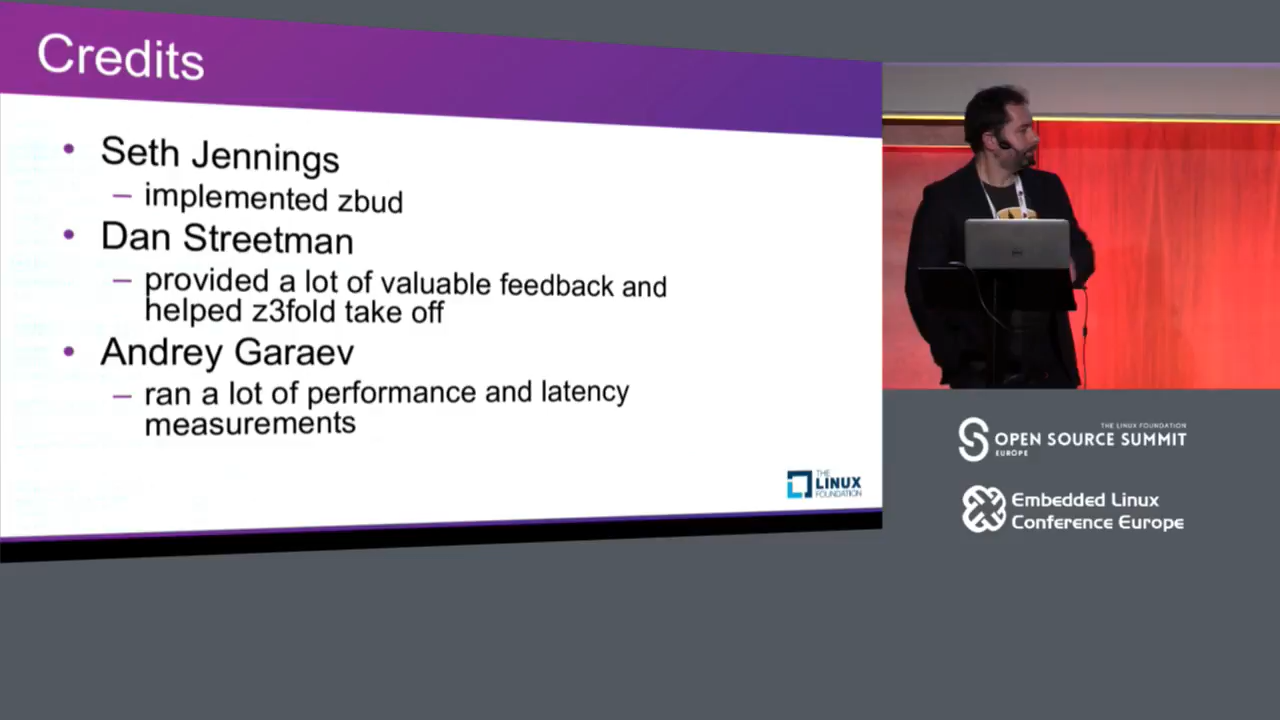 Credits
• Seth Jennings
– implemented zbud
• Dan Streetman
– provided a lot of valuable feedback and
helped z3fold take off
• Andrey Garaev
– ran a lot of performance and latency
measurements
THE
LINUX
FOUNDATION
THE LINUX FOUNDATION
OPEN SOURCE SUMMIT
EUROPE
Embedded Linux
Conference Europe